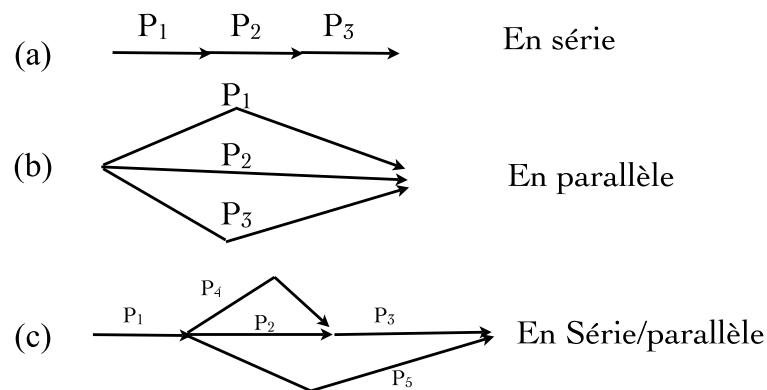 (a) P₁ P₂ P₃ En série
(b) P₁ P₂ P₃ En parallèle
(c) P₁ P₄ P₂ P₃ P₅ En Série/parallèle